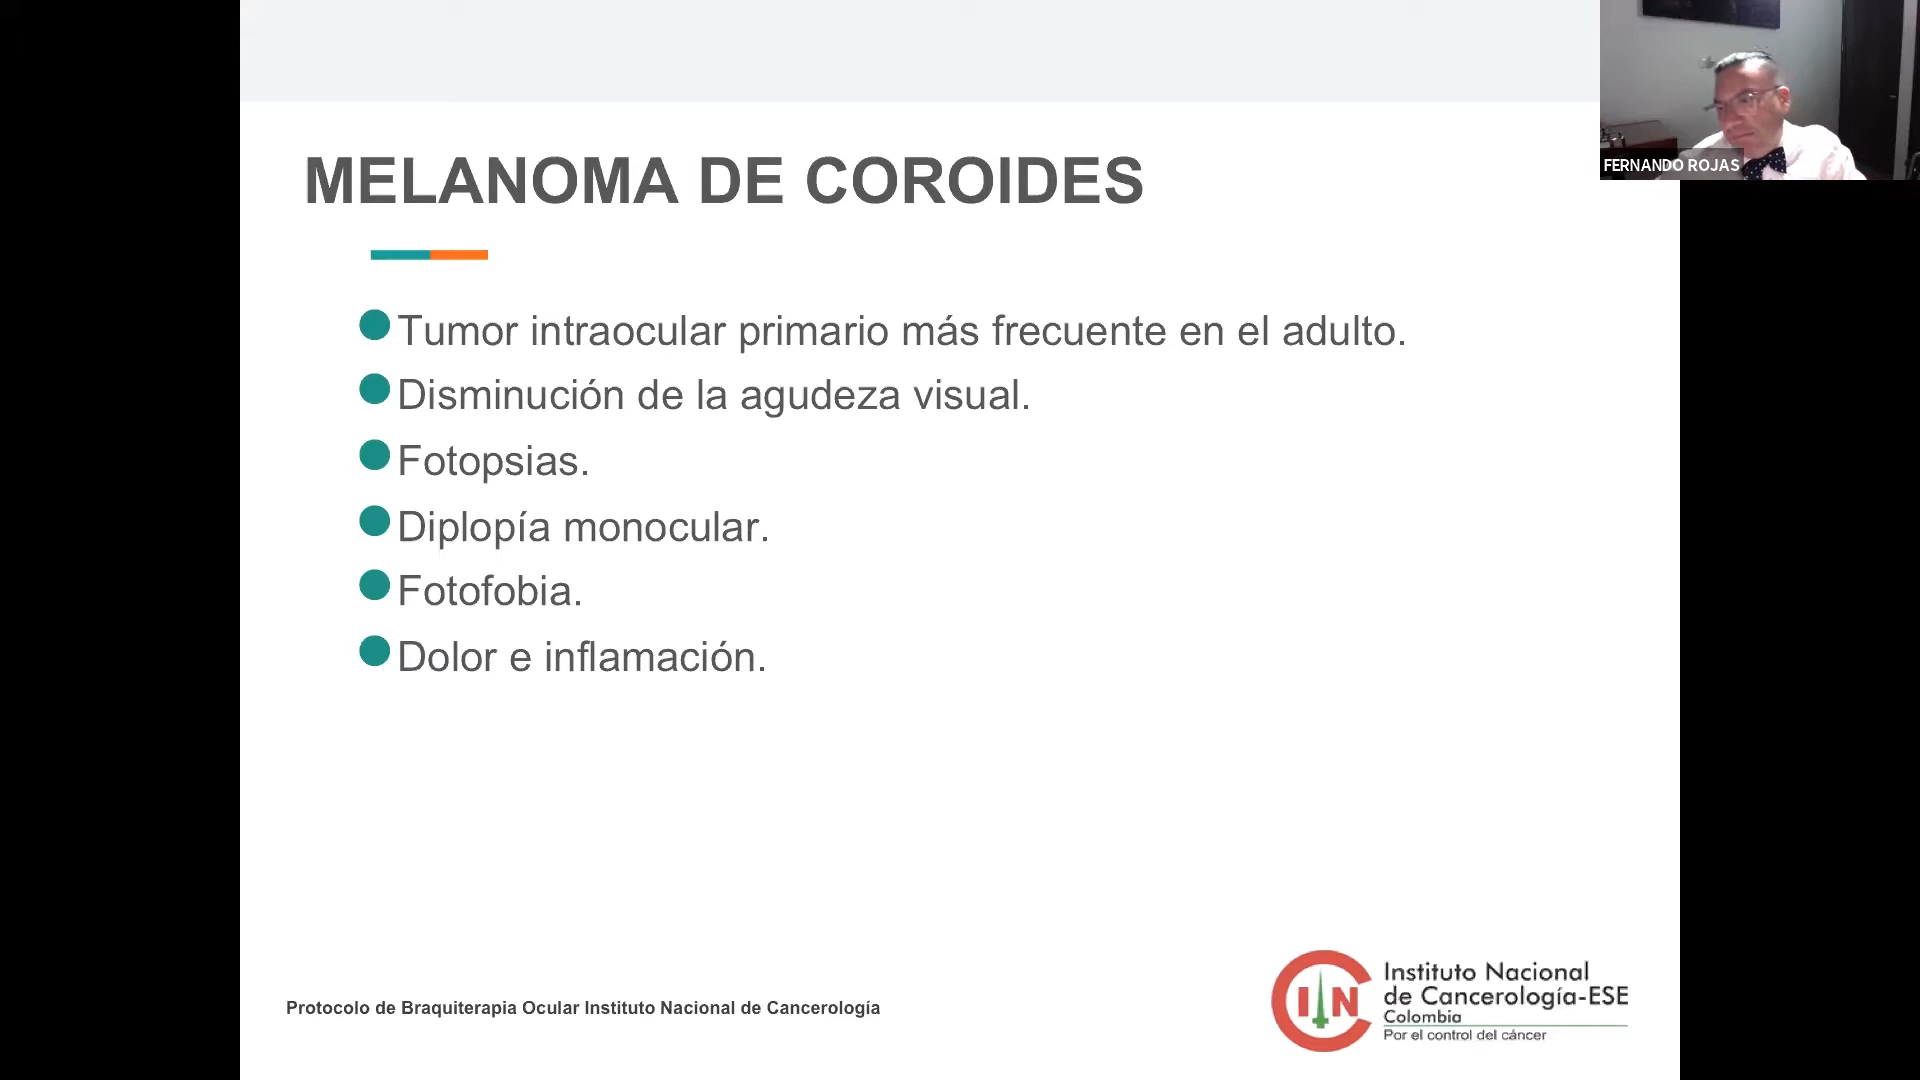 FERNANDO ROJAS
MELANOMA DE COROIDES
Tumor intraocular primario más frecuente en el adulto.
Disminución de la agudeza visual.
Fotopsias.
Diplopía monocular.
Fotofobia.
Dolor e inflamación.
Protocolo de Braquiterapia Ocular Instituto Nacional de Cancerología
Instituto Nacional
de Cancerología-ESE
Colombia
Por el control del cáncer